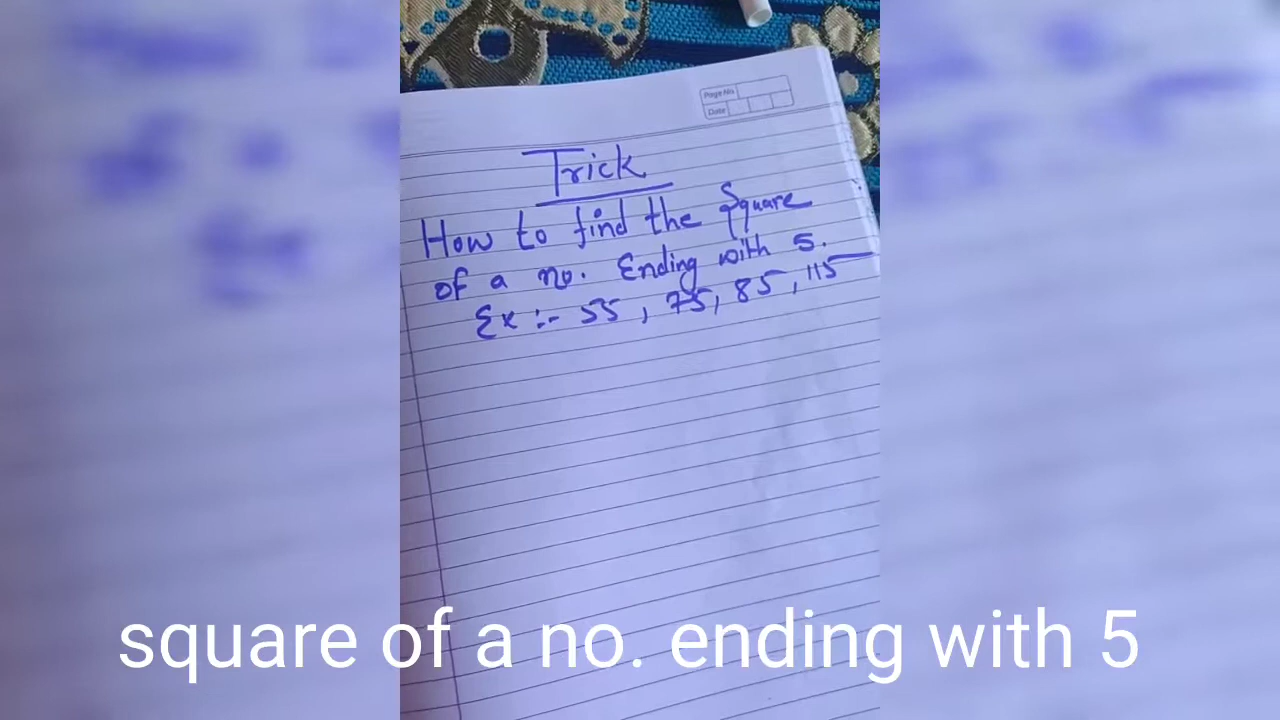 Page No.
Date
Trick
How to find the Square
of a no. Ending with 5.
Ex :- 55, 75, 85, 115
square of a no. ending with 5